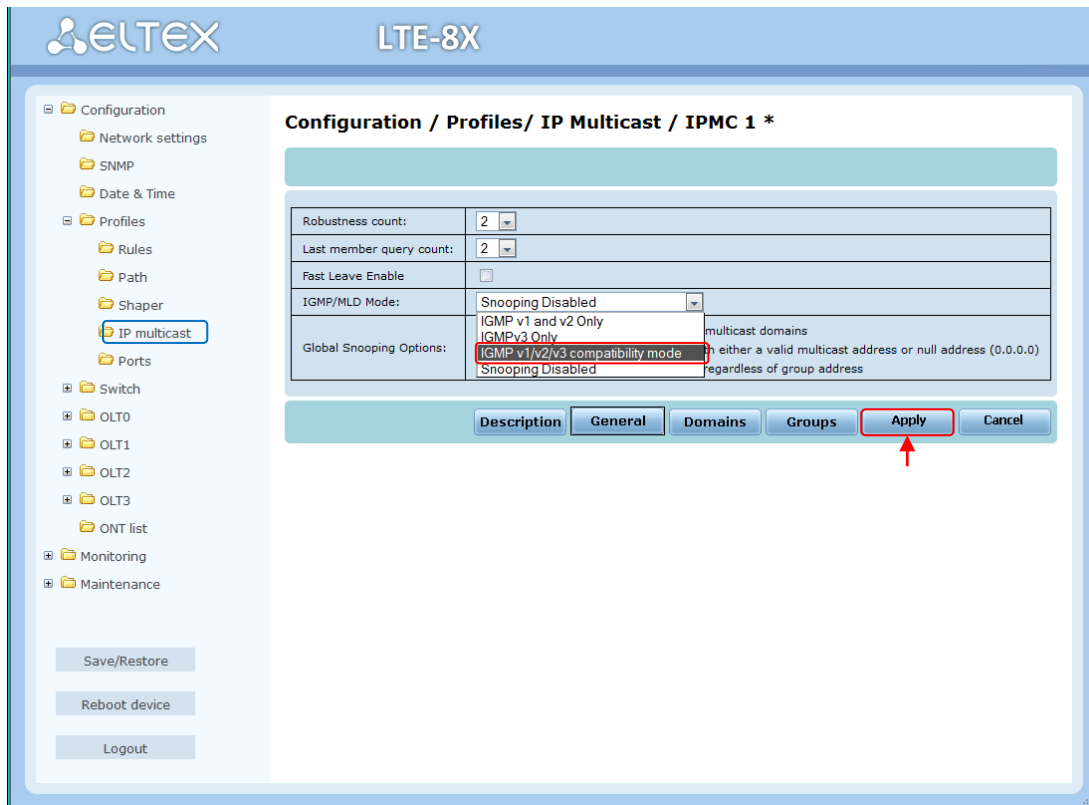 ELTEX LTE-8X
Configuration
Network settings
SNMP
Date & Time
Profiles
Rules
Path
Shaper
IP multicast
Ports
Switch
OLT0
OLT1
OLT2
OLT3
ONT list
Monitoring
Maintenance
Save/Restore
Reboot device
Logout
Configuration / Profiles/ IP Multicast / IPMC 1 *
Robustness count: 2
Last member query count: 2
Fast Leave Enable
IGMP/MLD Mode: Snooping Disabled
IGMP v1 and v2 Only
IGMPv3 Only
IGMP v1/v2/v3 compatibility mode
Snooping Disabled
Global Snooping Options:
multicast domains
either a valid multicast address or null address (0.0.0.0)
regardless of group address
Description General Domains Groups Apply Cancel